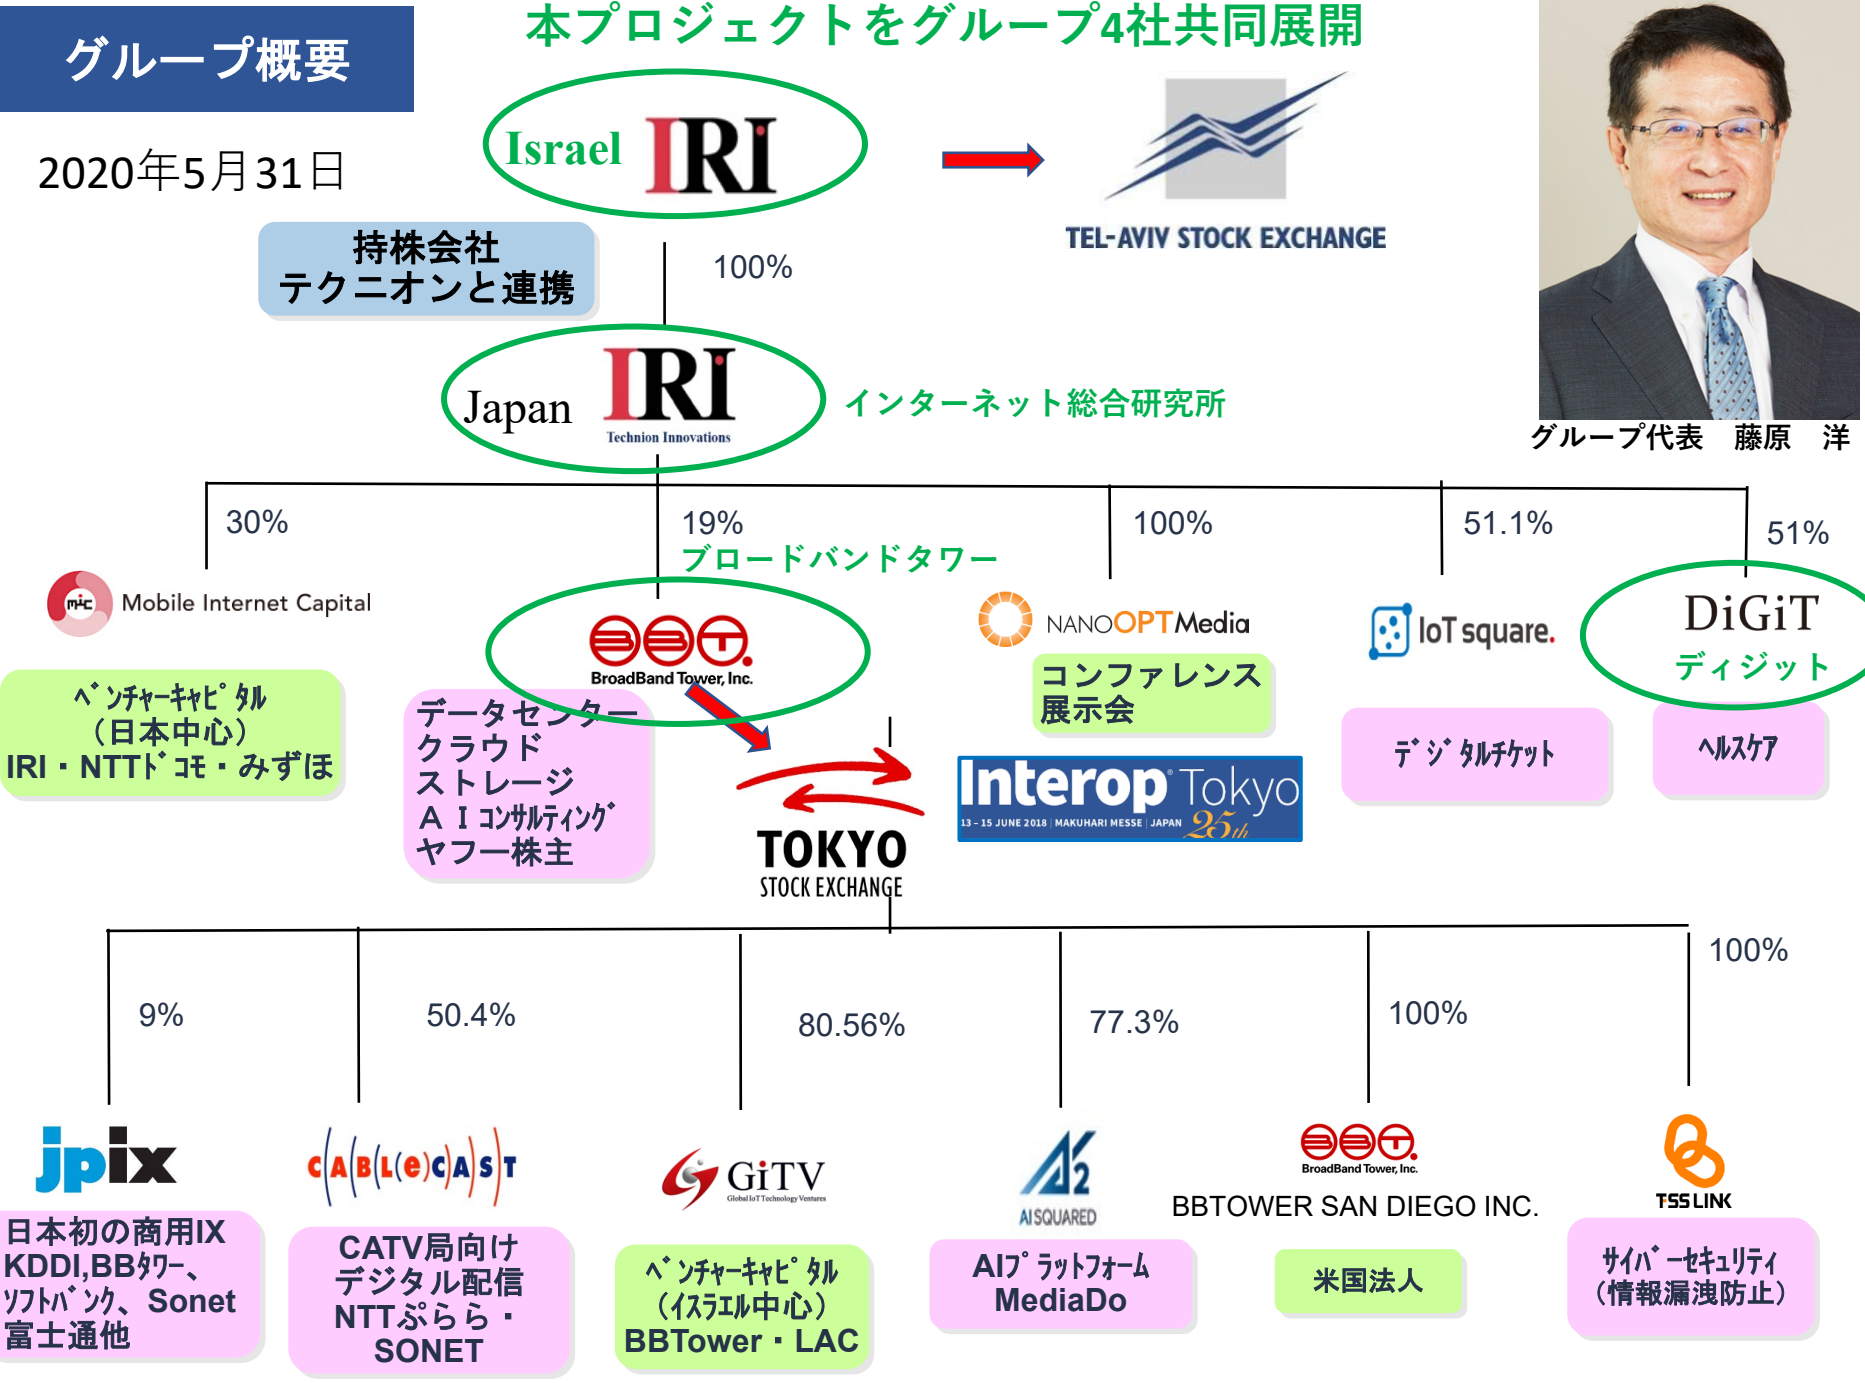 本プロジェクトをグループ4社共同展開
グループ概要
2020年5月31日
Israel IRI
TEL-AVIV STOCK EXCHANGE
持株会社
テクニオンと連携
100%
Japan IRI
Technion Innovations
インターネット総合研究所
グループ代表　藤原　洋
30%
19%
100%
51.1%
51%
ブロードバンドタワー
mic Mobile Internet Capital
BBT.
BroadBand Tower, Inc.
NANOOPTMedia
IoT square.
DiGiT
ディジット
ﾍﾞﾝﾁｬｰｷｬﾋﾟﾀﾙ
（日本中心）
IRI・NTTﾄﾞｺﾓ・みずほ
データセンター
クラウド
ストレージ
ＡＩｺﾝｻﾙﾃｨﾝｸﾞ
ヤフー株主
コンファレンス
展示会
ﾃﾞｼﾞﾀﾙﾁｹｯﾄ
ﾍﾙｽｹｱ
Interop Tokyo
13 - 15 JUNE 2018 | MAKUHARI MESSE | JAPAN 25th
TOKYO
STOCK EXCHANGE
9%
50.4%
80.56%
77.3%
100%
100%
jpix
C(A(B(L(e)C)A)S)T
GiTV
Global IoT Technology Ventures
AI2
AI SQUARED
BBT.
BroadBand Tower, Inc.
BBTOWER SAN DIEGO INC.
TSS LINK
日本初の商用IX
KDDI,BBﾀﾜｰ、
ｿﾌﾄﾊﾞﾝｸ、Sonet
富士通他
CATV局向け
デジタル配信
NTTぷらら・
SONET
ﾍﾞﾝﾁｬｰｷｬﾋﾟﾀﾙ
（ｲｽﾗｴﾙ中心）
BBTower・LAC
AIﾌﾟﾗｯﾄﾌｫｰﾑ
MediaDo
米国法人
ｻｲﾊﾞｰｾｷｭﾘﾃｨ
（情報漏洩防止）